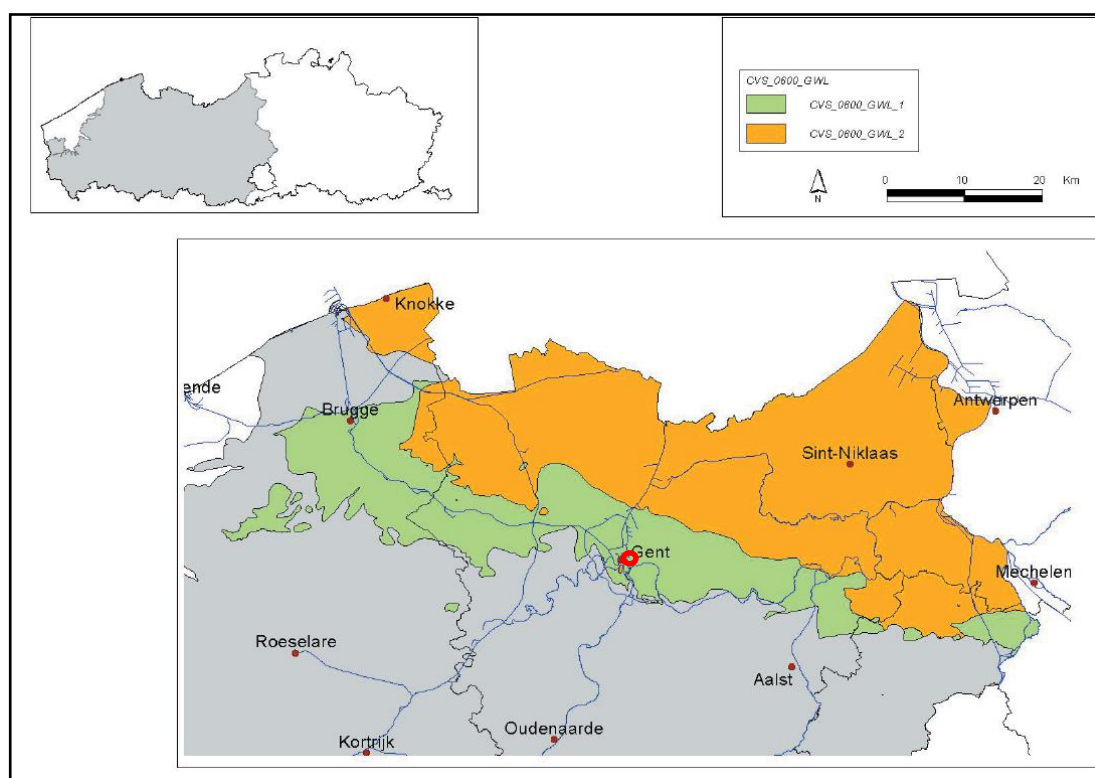 CVS_0600_GWL
CVS_0600_GWL_1
CVS_0600_GWL_2
N
0 10 20 Km
Knokke
ende
Brugge
Antwerpen
Sint-Niklaas
Gent
Mechelen
Roeselare
Aalst
Oudenaarde
Kortrijk